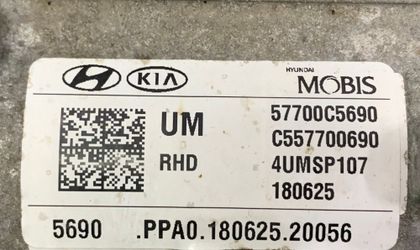 KIA
HYUNDAI
MOBIS
UM 57700C5690
C557700690
RHD 4UMSP107
180625
5690 .PPA0.180625.20056